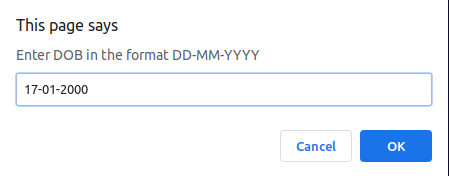 This page says
Enter DOB in the format DD-MM-YYYY
17-01-2000
Cancel OK